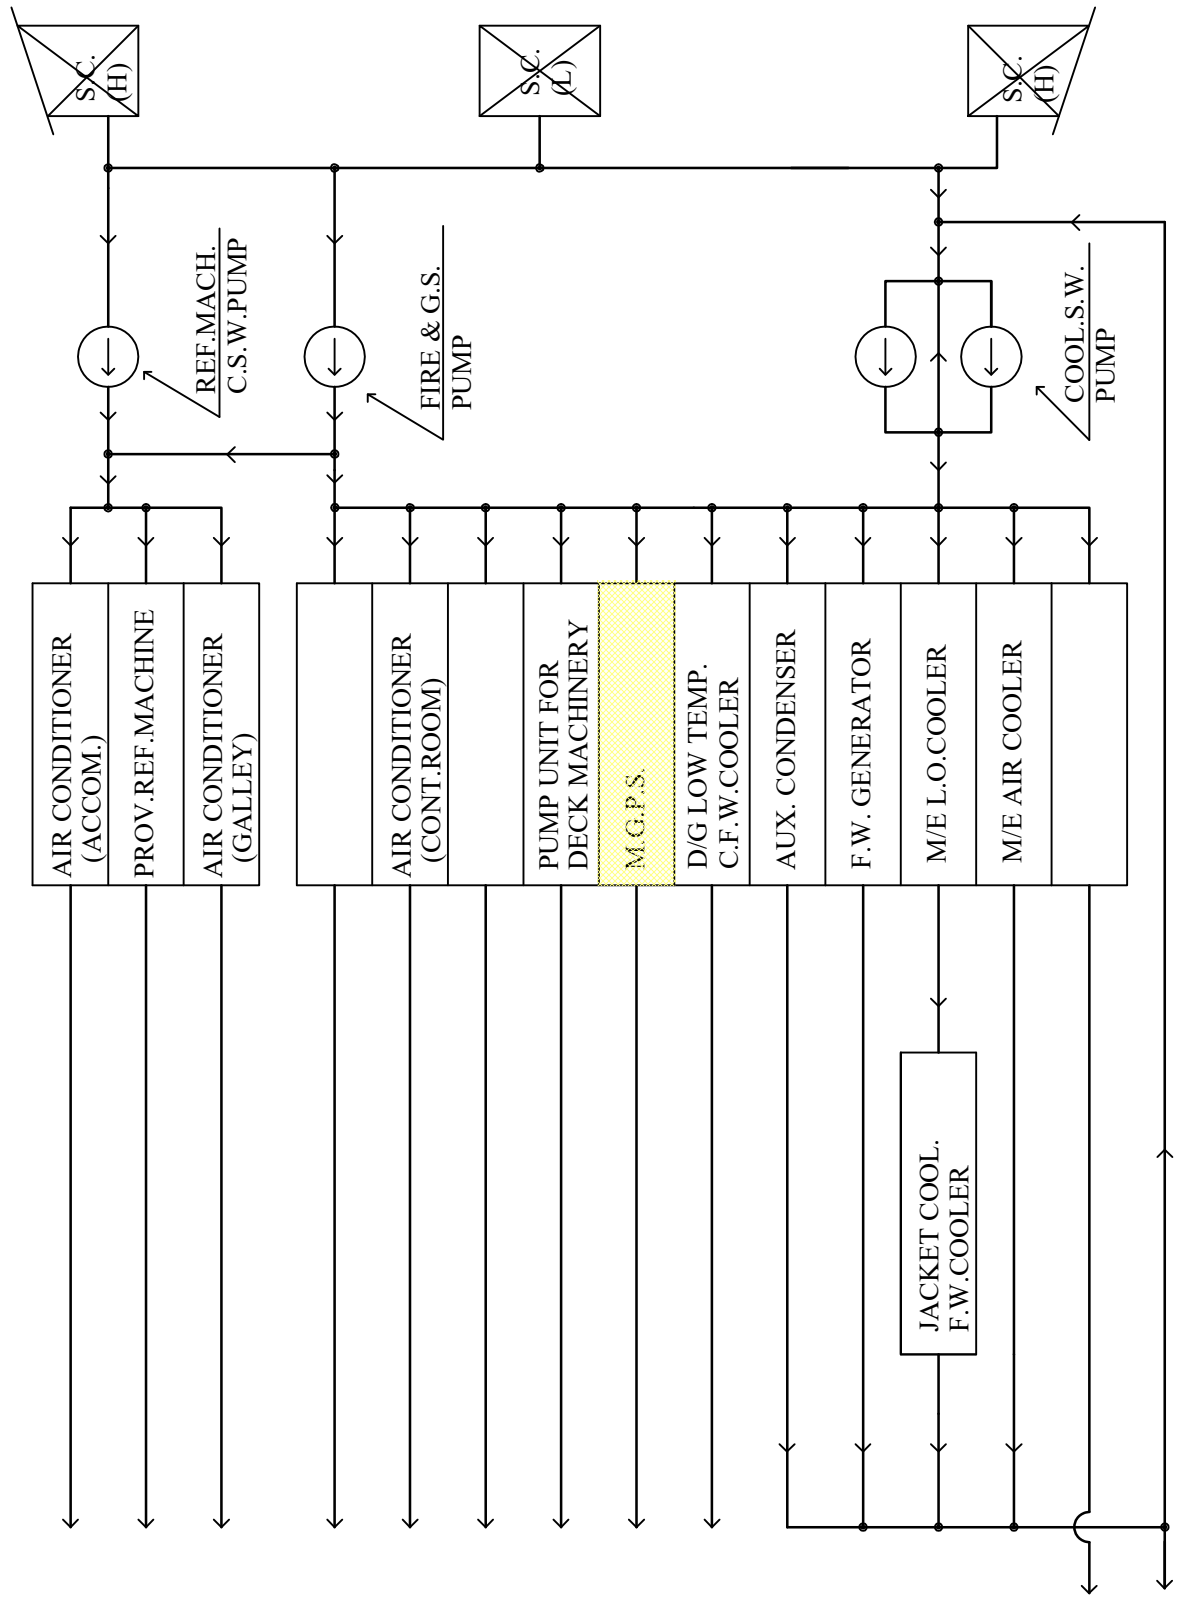 S.C.
(H)
S.C.
(L)
S.C.
(H)
REF.MACH.
C.S.W.PUMP
FIRE & G.S.
PUMP
COOL.S.W.
PUMP
AIR CONDITIONER
(ACCOM.)
PROV.REF.MACHINE
AIR CONDITIONER
(GALLEY)
AIR CONDITIONER
(CONT.ROOM)
PUMP UNIT FOR
DECK MACHINERY
M.G.P.S.
D/G LOW TEMP.
C.F.W.COOLER
AUX. CONDENSER
F.W. GENERATOR
M/E L.O.COOLER
M/E AIR COOLER
JACKET COOL.
F.W.COOLER